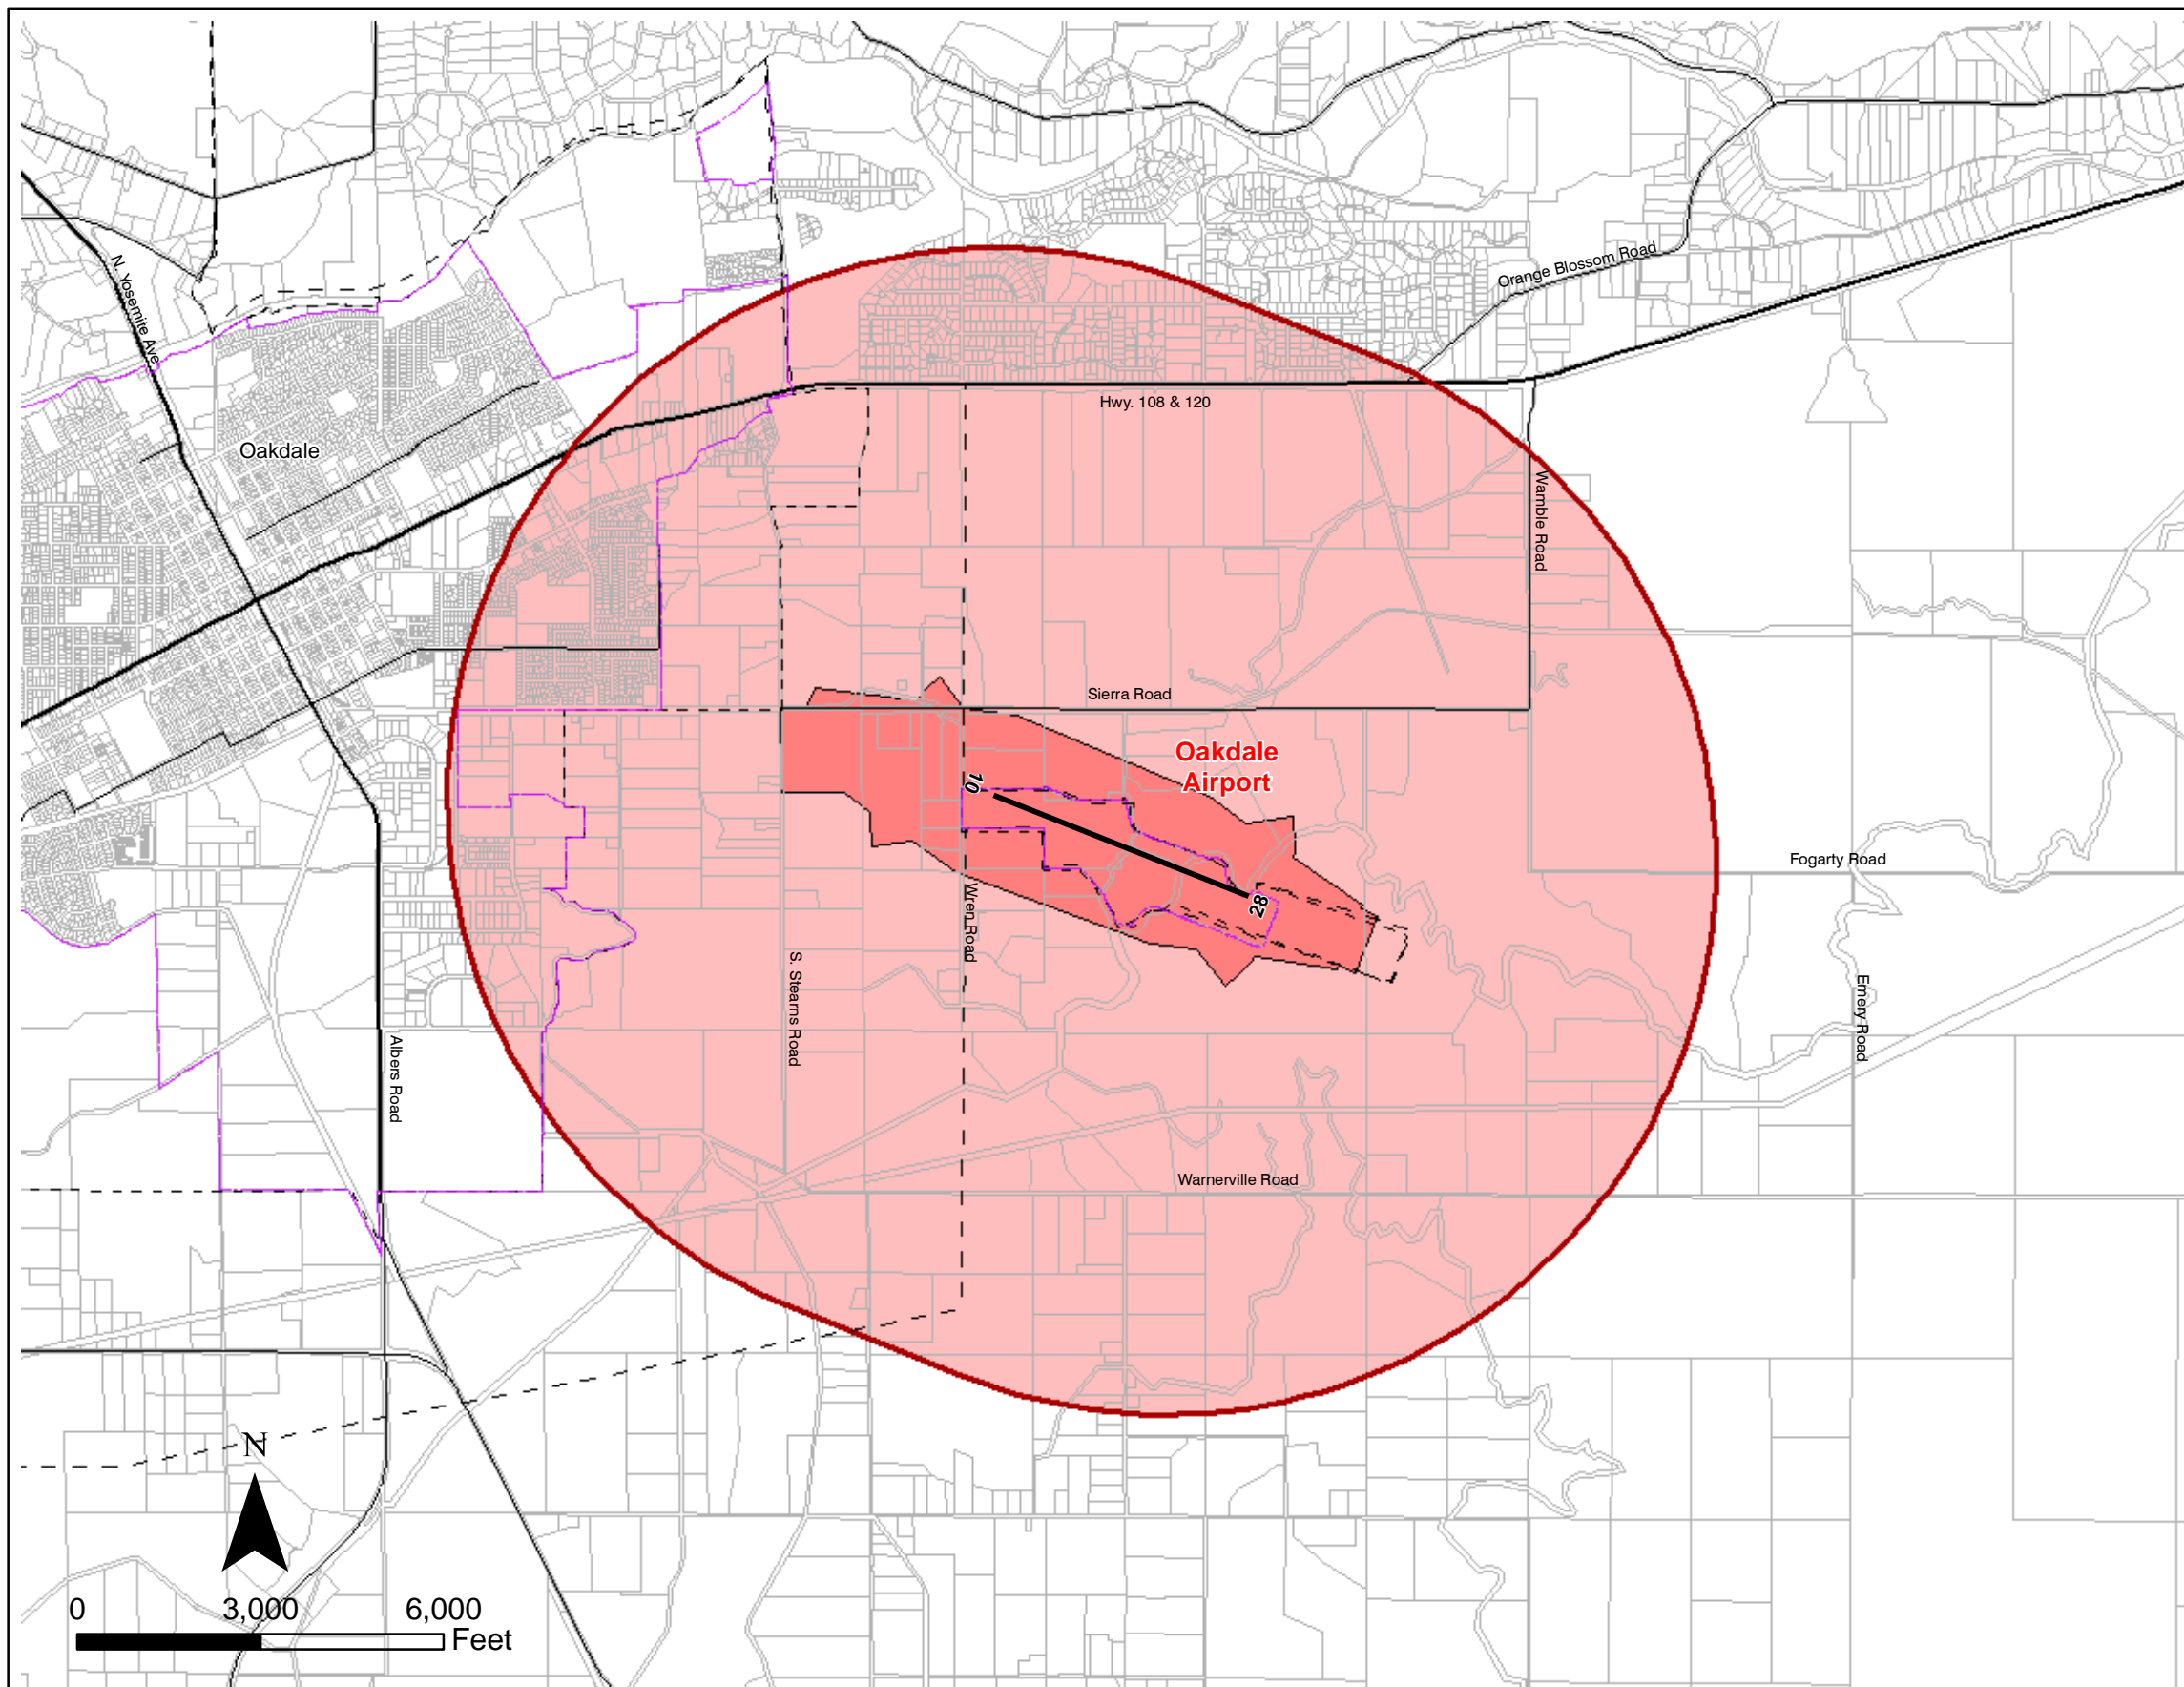 N. Yosemite Ave
Orange Blossom Road
Hwy. 108 & 120
Oakdale
Wamble Road
Sierra Road
Oakdale
Airport
10
28
Fogarty Road
Wren Road
S. Stearns Road
Emery Road
Albers Road
Warnerville Road
N
0 3,000 6,000
Feet